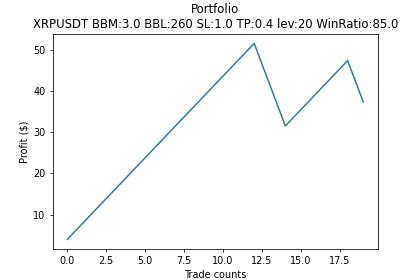 Portfolio
XRPUSDT BBM:3.0 BBL:260 SL:1.0 TP:0.4 lev:20 WinRatio:85.0
50
40
30
20
10
Profit ($)
0.0 2.5 5.0 7.5 10.0 12.5 15.0 17.5
Trade counts